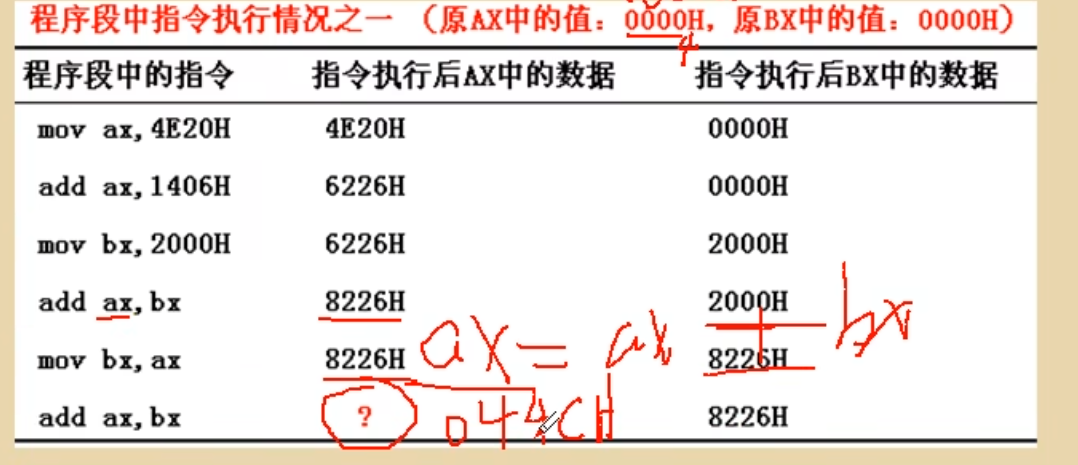 程序段中指令执行情况之一 （原AX中的值：0000H，原BX中的值：0000H）
4
程序段中的指令 指令执行后AX中的数据 指令执行后BX中的数据
mov ax,4E20H 4E20H 0000H
add ax,1406H 6226H 0000H
mov bx,2000H 6226H 2000H
add ax,bx 8226H 2000H
ax = ax + bx
mov bx,ax 8226H 8226H
add ax,bx ? 044CH 8226H